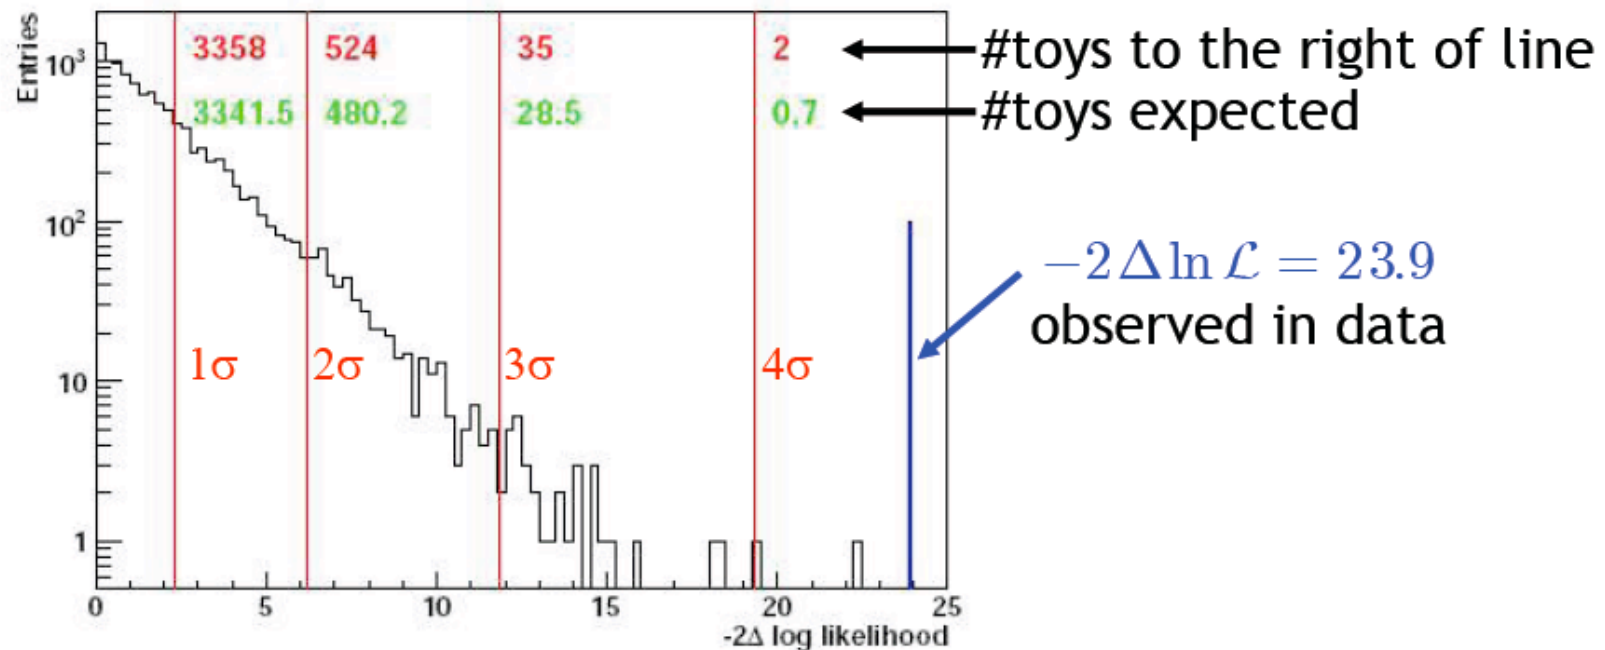 Entries
10³
10²
10
1
3358 524 35 2
3341.5 480.2 28.5 0.7
#toys to the right of line
#toys expected
−2 Δ ln ℒ = 23.9
observed in data
1σ 2σ 3σ 4σ
0 5 10 15 20 25
-2Δ log likelihood